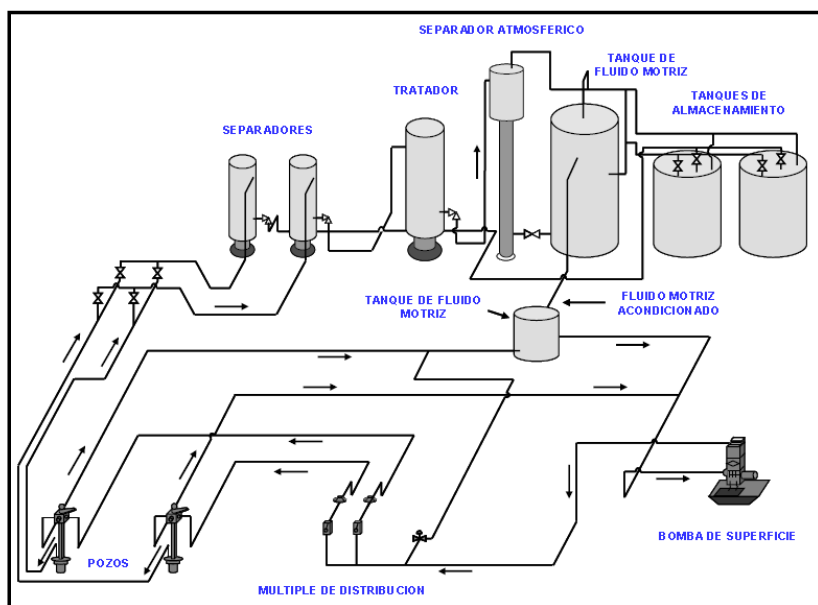 SEPARADOR ATMOSFERICO
TANQUE DE
FLUIDO MOTRIZ
TRATADOR
TANQUES DE
ALMACENAMIENTO
SEPARADORES
TANQUE DE FLUIDO
MOTRIZ
FLUIDO MOTRIZ
ACONDICIONADO
POZOS
MULTIPLE DE DISTRIBUCION
BOMBA DE SUPERFICIE